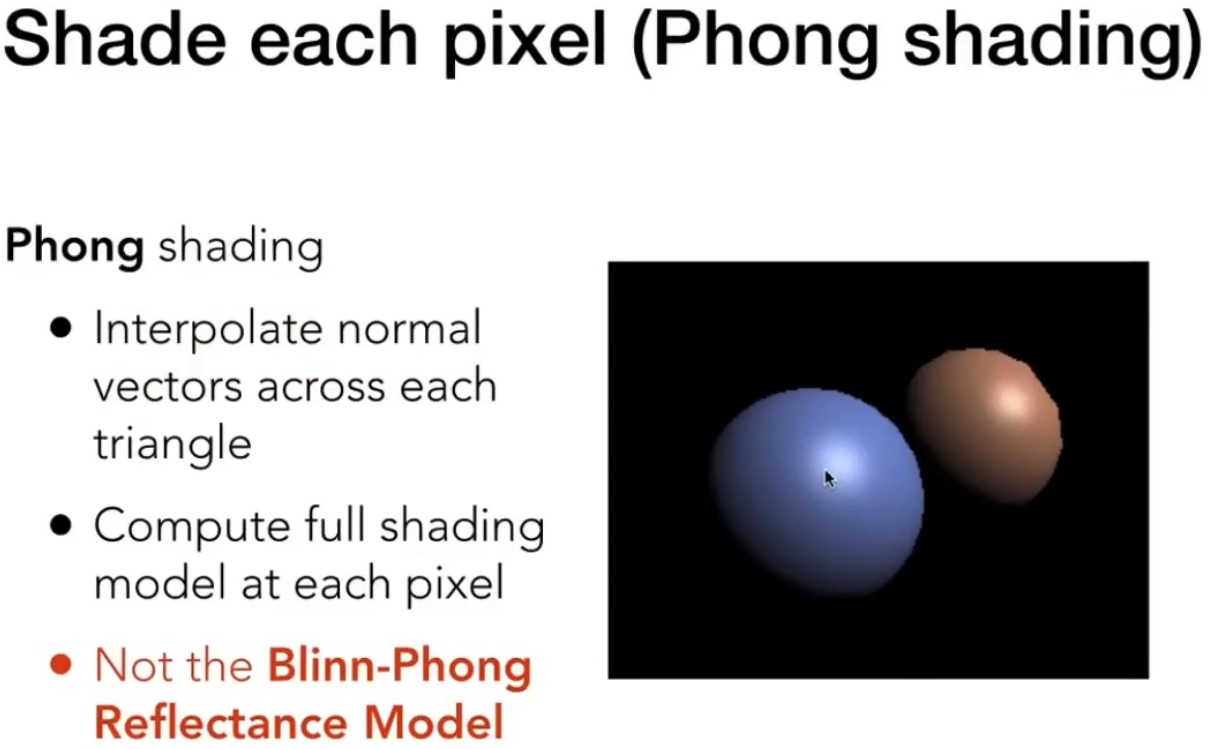 Shade each pixel (Phong shading)
Phong shading
• Interpolate normal
vectors across each
triangle
• Compute full shading
model at each pixel
• Not the Blinn-Phong
Reflectance Model